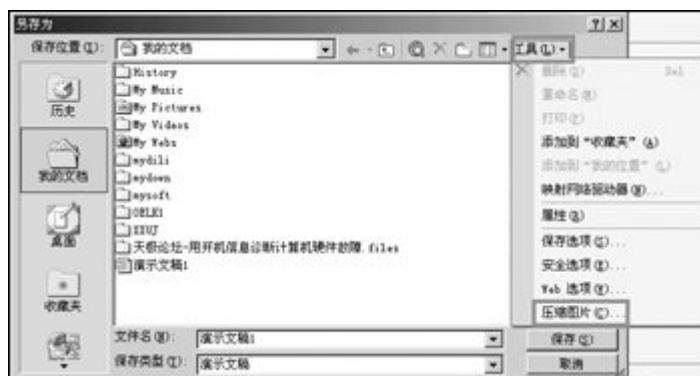 另存为
保存位置(I):
我的文档
工具(L)
历史
我的文档
桌面
收藏夹
History
My Music
My Pictures
My Videos
My Webs
mydili
mydown
mysoft
OBLK1
天极论坛-用开机信息诊断计算机硬件故障.files
演示文稿1
删除(D) Del
重命名(M)
打印(P)
添加到“收藏夹”(A)
添加到“我的位置”(L)
映射网络驱动器(N)...
属性(R)
保存选项(S)...
安全选项(E)...
Web 选项(W)...
压缩图片(C)...
文件名(N):
演示文稿1
保存(S)
保存类型(T):
演示文稿
取消